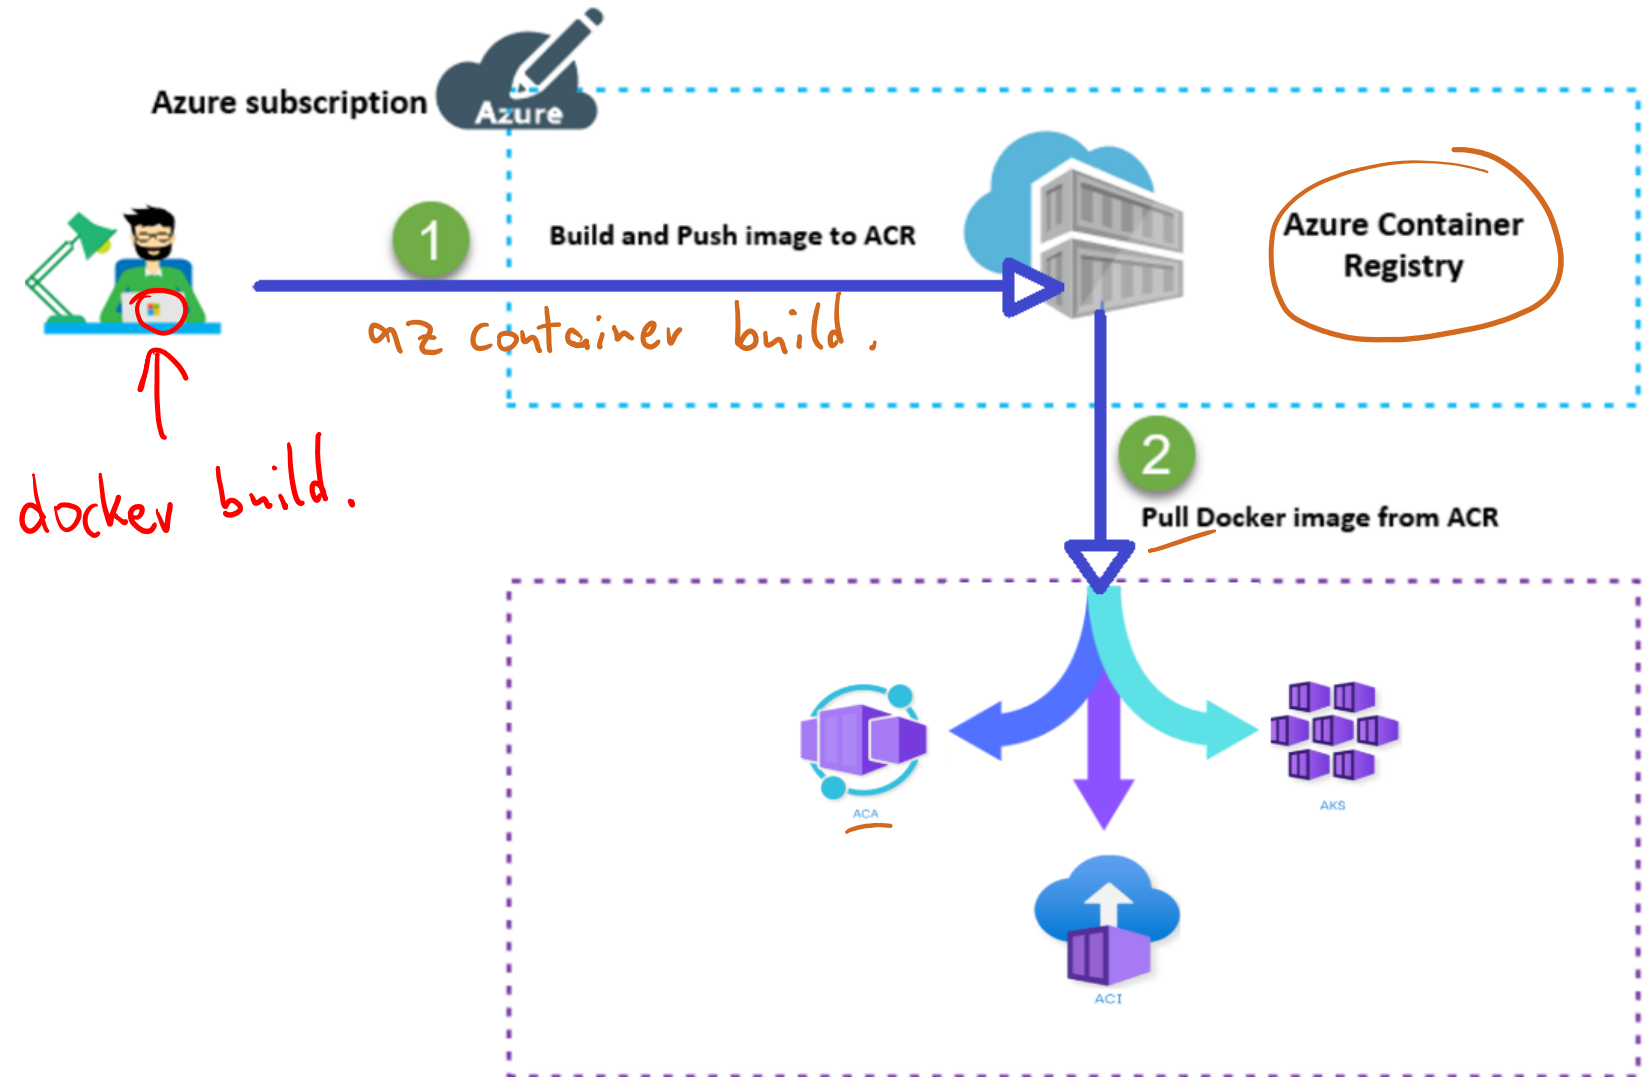 Azure subscription
Azure
1
Build and Push image to ACR
Azure Container
Registry
az container build.
docker build.
2
Pull Docker image from ACR
ACA
AKS
ACI